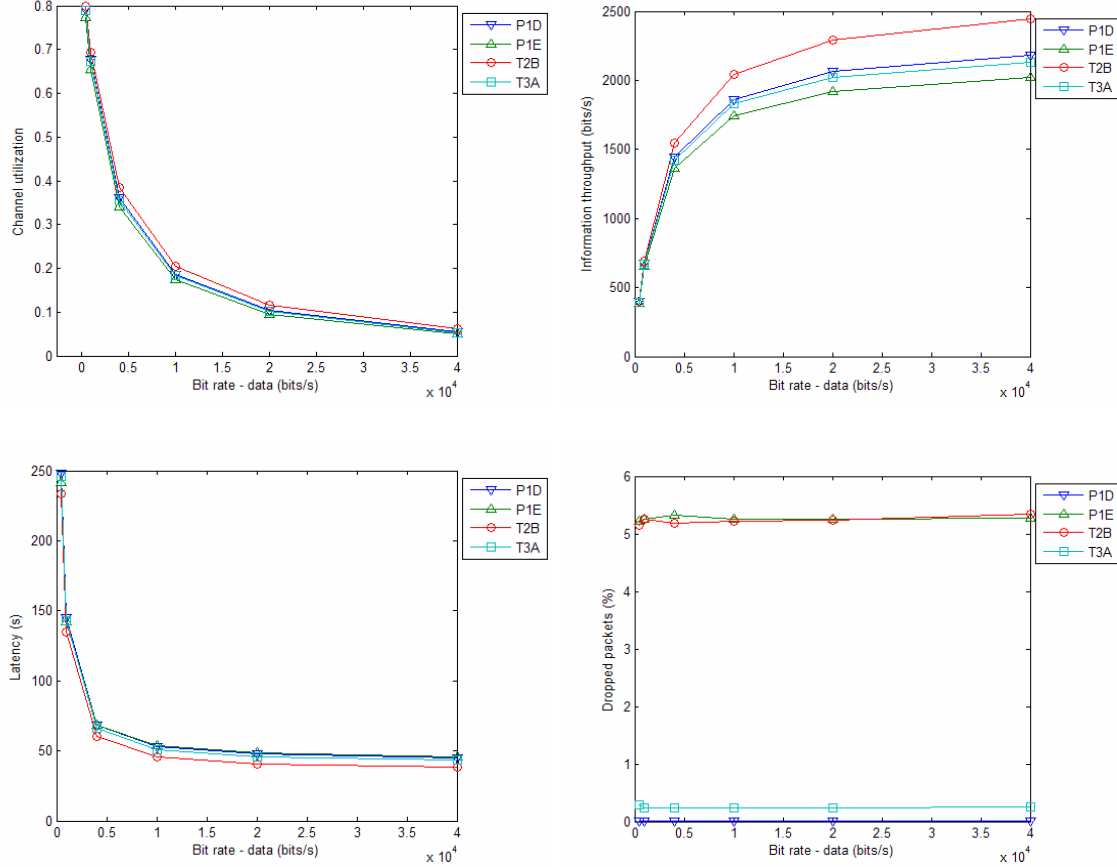 0.8
0.7
0.6
0.5
0.4
0.3
0.2
0.1
0
Channel utilization
0 0.5 1 1.5 2 2.5 3 3.5 4
Bit rate - data (bits/s)
x 10^4
P1D
P1E
T2B
T3A
2500
2000
1500
1000
500
0
Information throughput (bits/s)
0 0.5 1 1.5 2 2.5 3 3.5 4
Bit rate - data (bits/s)
x 10^4
P1D
P1E
T2B
T3A
250
200
150
100
50
0
Latency (s)
0 0.5 1 1.5 2 2.5 3 3.5 4
Bit rate - data (bits/s)
x 10^4
P1D
P1E
T2B
T3A
6
5
4
3
2
1
0
Dropped packets (%)
0 0.5 1 1.5 2 2.5 3 3.5 4
Bit rate - data (bits/s)
x 10^4
P1D
P1E
T2B
T3A